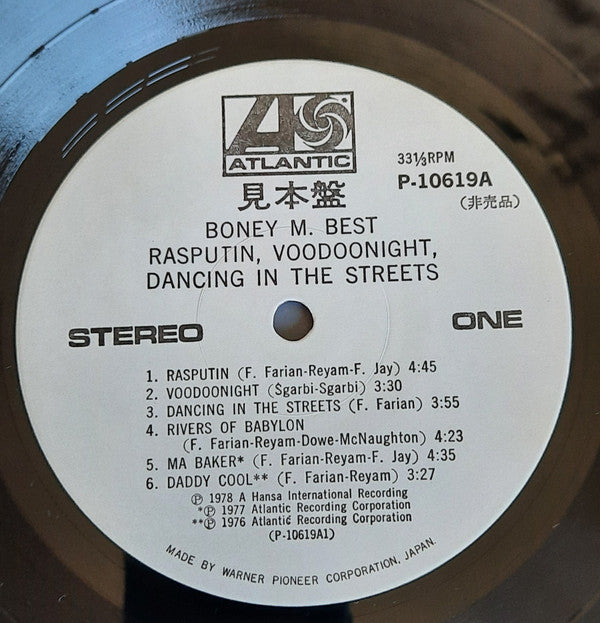 ATLANTIC
見本盤
33⅓RPM
P-10619A
(非売品)
BONEY M. BEST
RASPUTIN, VOODOONIGHT,
DANCING IN THE STREETS
STEREO
ONE
1. RASPUTIN (F. Farian-Reyam-F. Jay) 4:45
2. VOODOONIGHT (Sgarbi-Sgarbi) 3:30
3. DANCING IN THE STREETS (F. Farian) 3:55
4. RIVERS OF BABYLON
(F. Farian-Reyam-Dowe-McNaughton) 4:23
5. MA BAKER* (F. Farian-Reyam-F. Jay) 4:35
6. DADDY COOL** (F. Farian-Reyam) 3:27
℗ 1978 A Hansa International Recording
*℗ 1977 Atlantic Recording Corporation
**℗ 1976 Atlantic Recording Corporation
(P-10619A1)
MADE BY WARNER PIONEER CORPORATION, JAPAN.